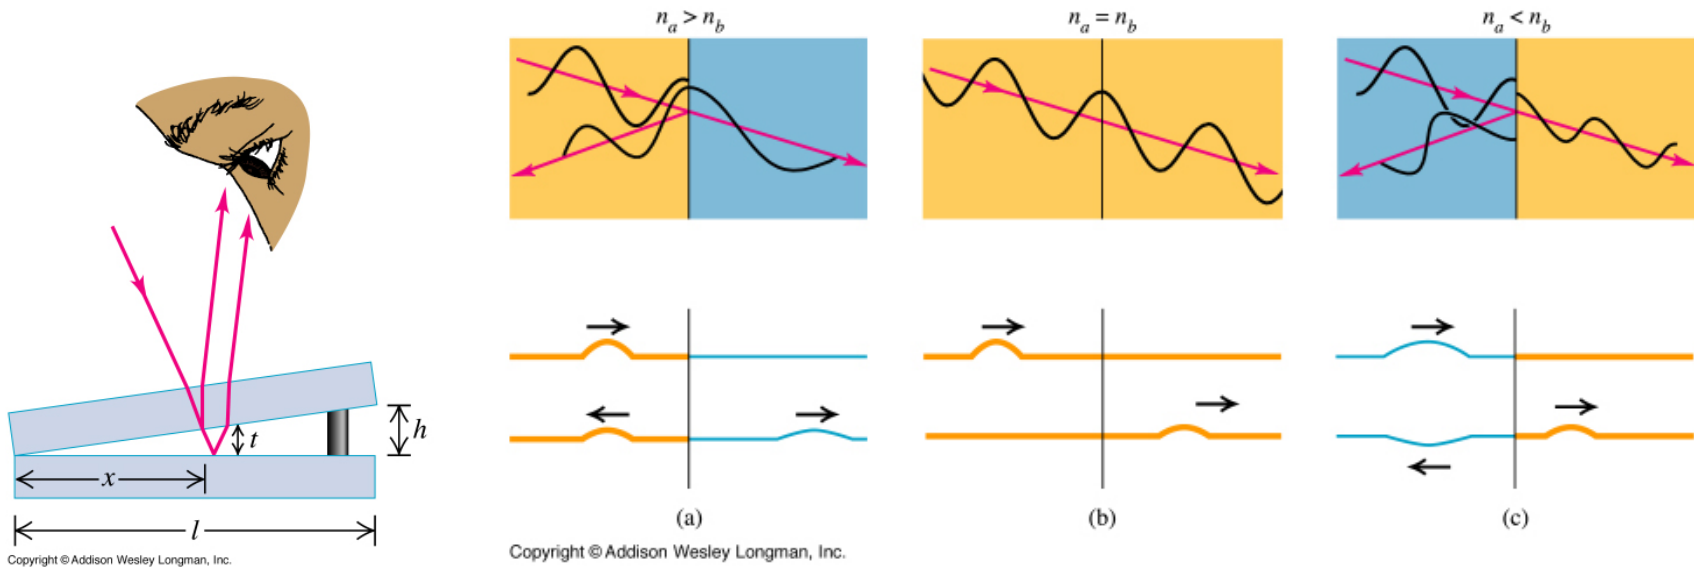 h
t
x
l
Copyright © Addison Wesley Longman, Inc.
n_a > n_b
n_a = n_b
n_a < n_b
(a)
(b)
(c)
Copyright © Addison Wesley Longman, Inc.